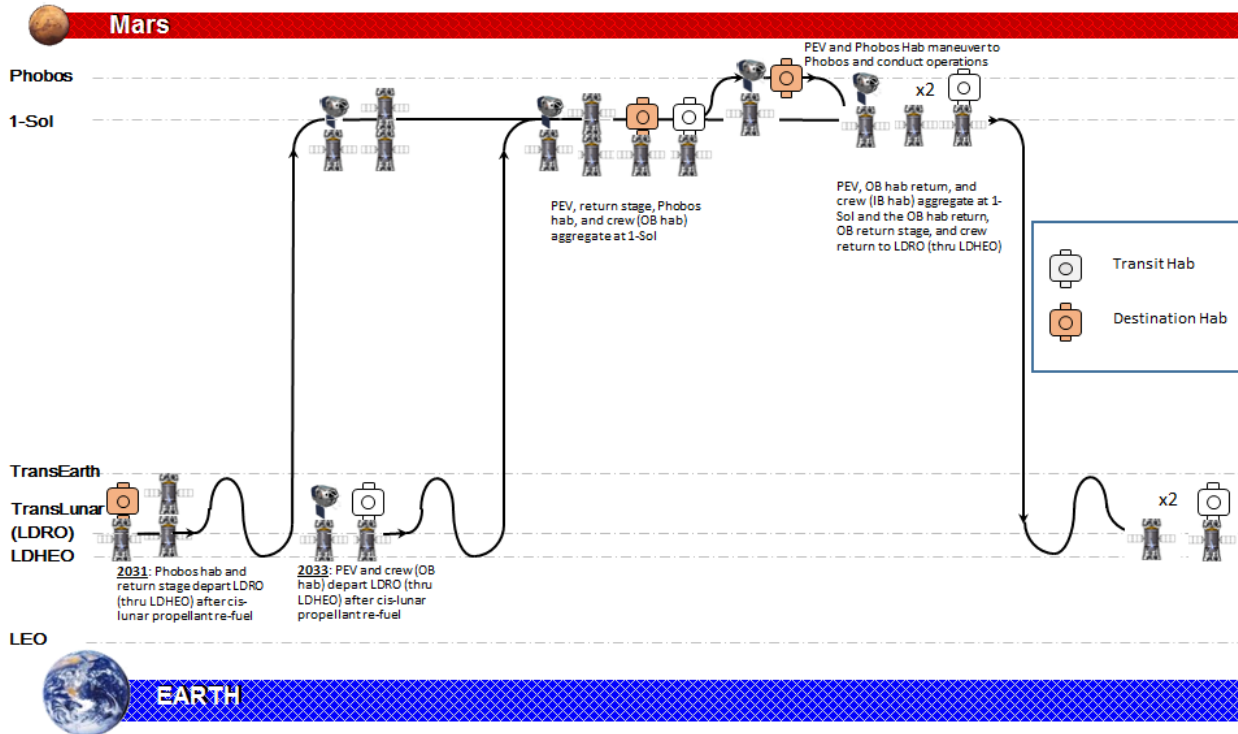 Mars
PEV and Phobos Hab maneuver to
Phobos and conduct operations
Phobos
x2
1-Sol
PEV, return stage, Phobos
hab, and crew (OB hab)
aggregate at 1-Sol
PEV, OB hab return, and
crew (IB hab) aggregate at 1-
Sol and the OB hab return,
OB return stage, and crew
return to LDRO (thru LDHEO)
Transit Hab
Destination Hab
TransEarth
TransLunar
(LDRO)
LDHEO
x2
2031: Phobos hab and
return stage depart LDRO
(thru LDHEO) after cis-
lunar propellant re-fuel
2033: PEV and crew (OB
hab) depart LDRO (thru
LDHEO) after cis-lunar
propellant re-fuel
LEO
EARTH